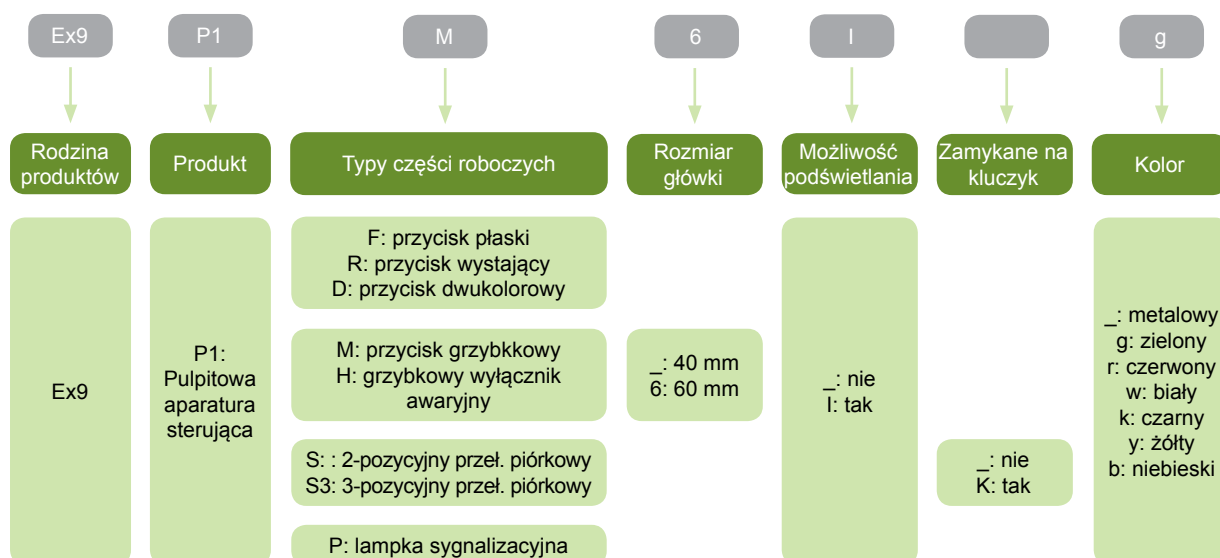 Ex9
P1
M
6
I
g
Rodzina
produktów
Produkt
Typy części roboczych
Rozmiar
główki
Możliwość
podświetlania
Zamykane na
kluczyk
Kolor
Ex9
P1:
Pulpitowa
aparatura
sterująca
F: przycisk płaski
R: przycisk wystający
D: przycisk dwukolorowy
M: przycisk grzybkkowy
H: grzybkowy wyłącznik
awaryjny
S: : 2-pozycyjny przeł. piórkowy
S3: 3-pozycyjny przeł. piórkowy
P: lampka sygnalizacyjna
_: 40 mm
6: 60 mm
_: nie
I: tak
_: nie
K: tak
_: metalowy
g: zielony
r: czerwony
w: biały
k: czarny
y: żółty
b: niebieski